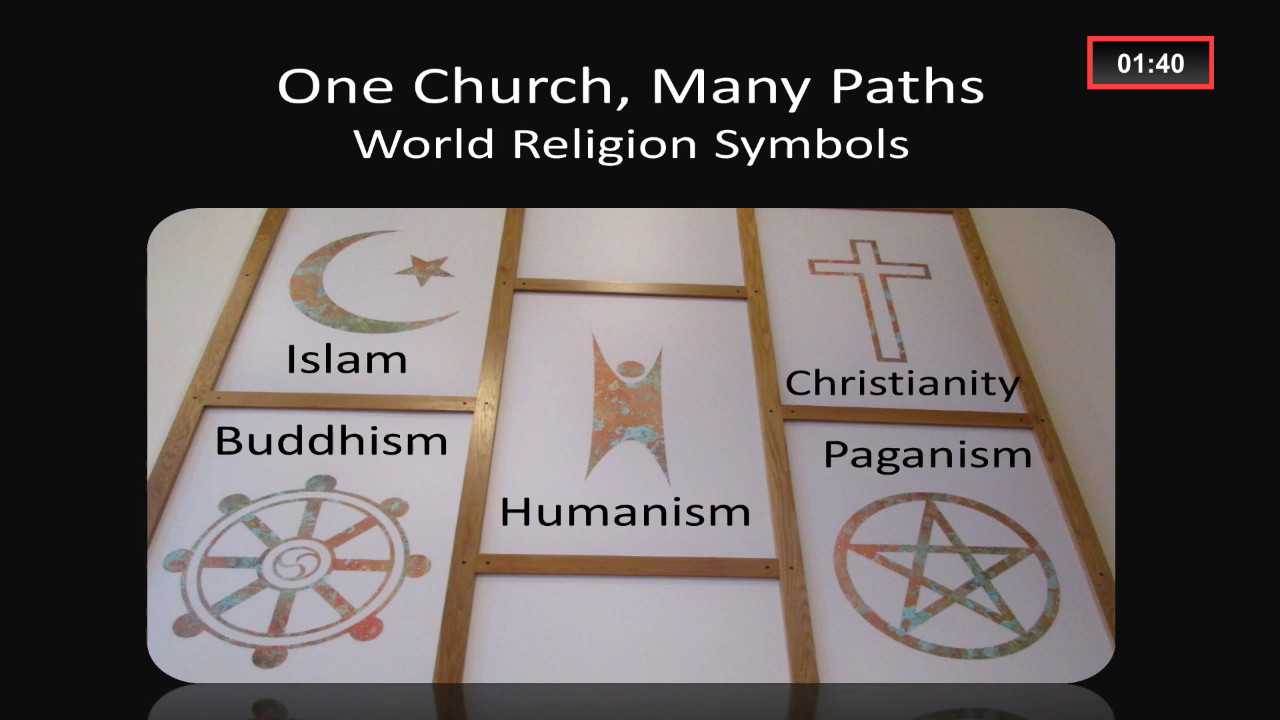 One Church, Many Paths
World Religion Symbols
01:40
Islam
Christianity
Buddhism
Paganism
Humanism